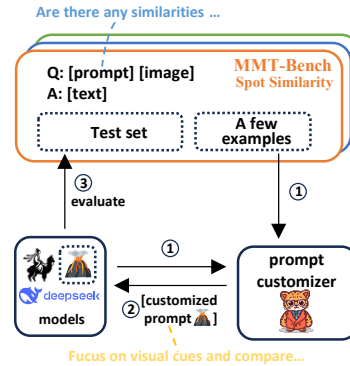 Are there any similarities ...
MMT-Bench
Spot Similarity
Q: [prompt] [image]
A: [text]
Test set
A few
examples
③
evaluate
①
①
deepseek
models
②
[customized
prompt🌋]
prompt
customizer
Focus on visual cues and compare...